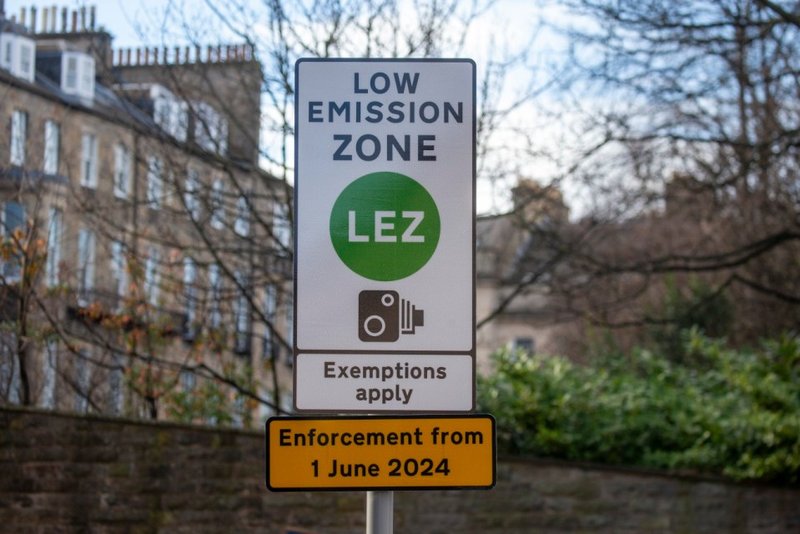 LOW
EMISSION
ZONE
LEZ
Exemptions
apply
Enforcement from
1 June 2024